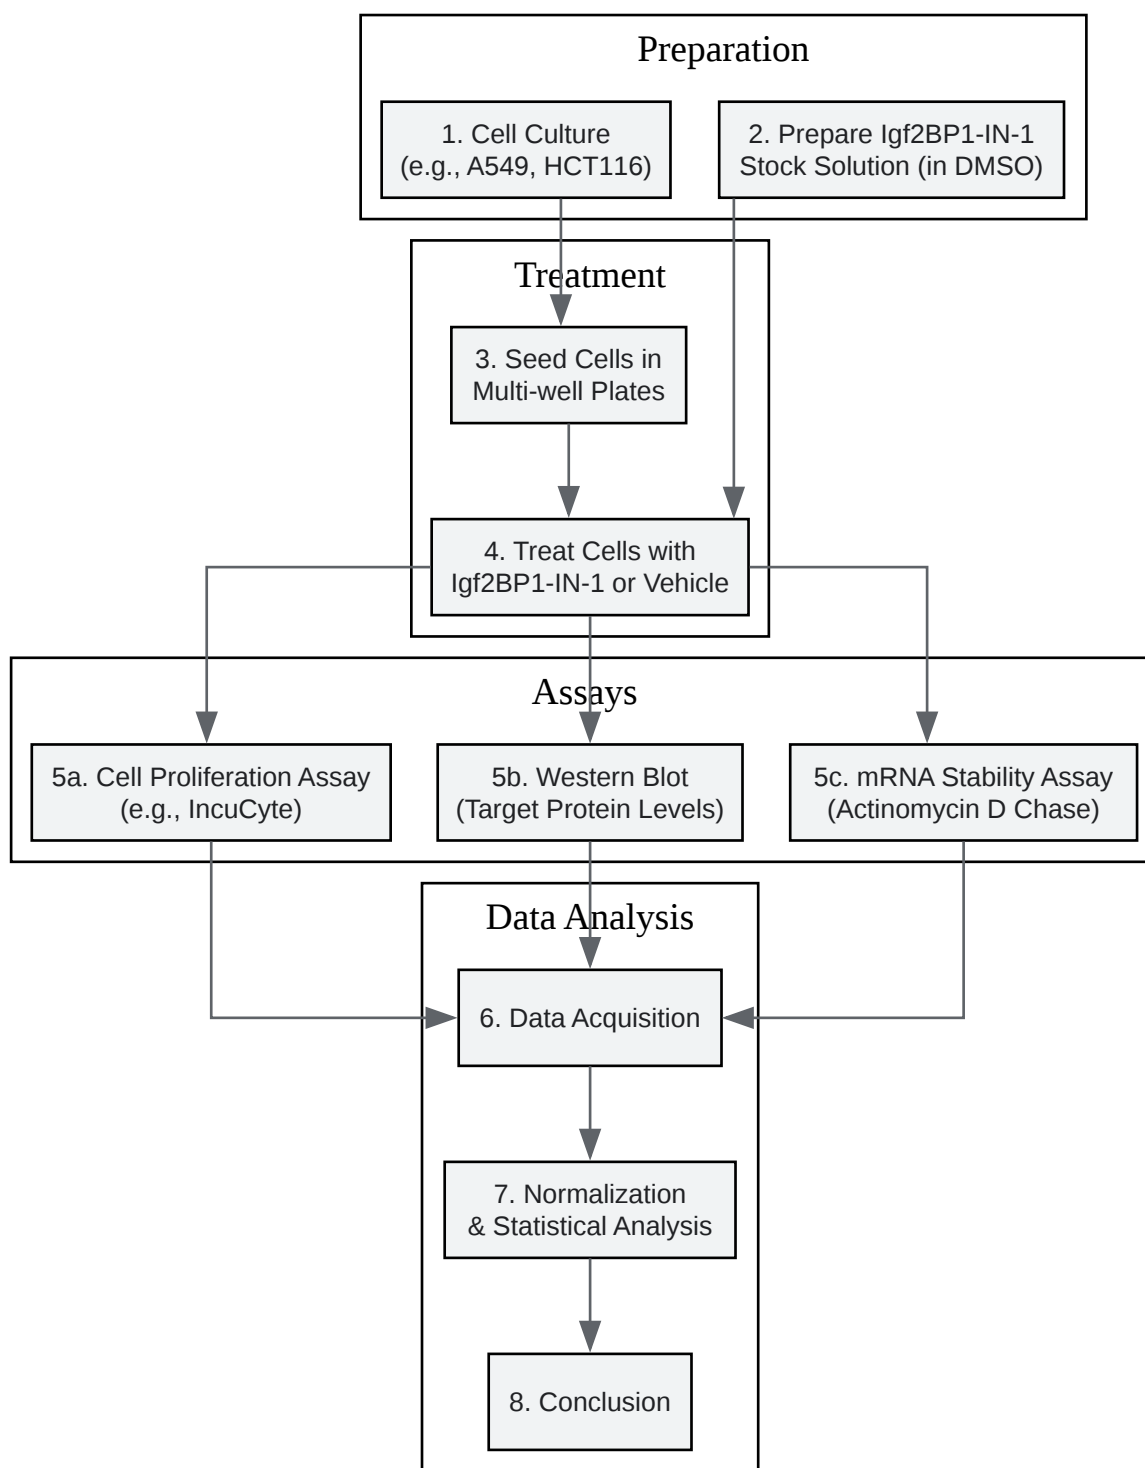 Preparation
1. Cell Culture
(e.g., A549, HCT116)
2. Prepare Igf2BP1-IN-1
Stock Solution (in DMSO)
Treatment
3. Seed Cells in
Multi-well Plates
4. Treat Cells with
Igf2BP1-IN-1 or Vehicle
Assays
5a. Cell Proliferation Assay
(e.g., IncuCyte)
5b. Western Blot
(Target Protein Levels)
5c. mRNA Stability Assay
(Actinomycin D Chase)
Data Analysis
6. Data Acquisition
7. Normalization
& Statistical Analysis
8. Conclusion